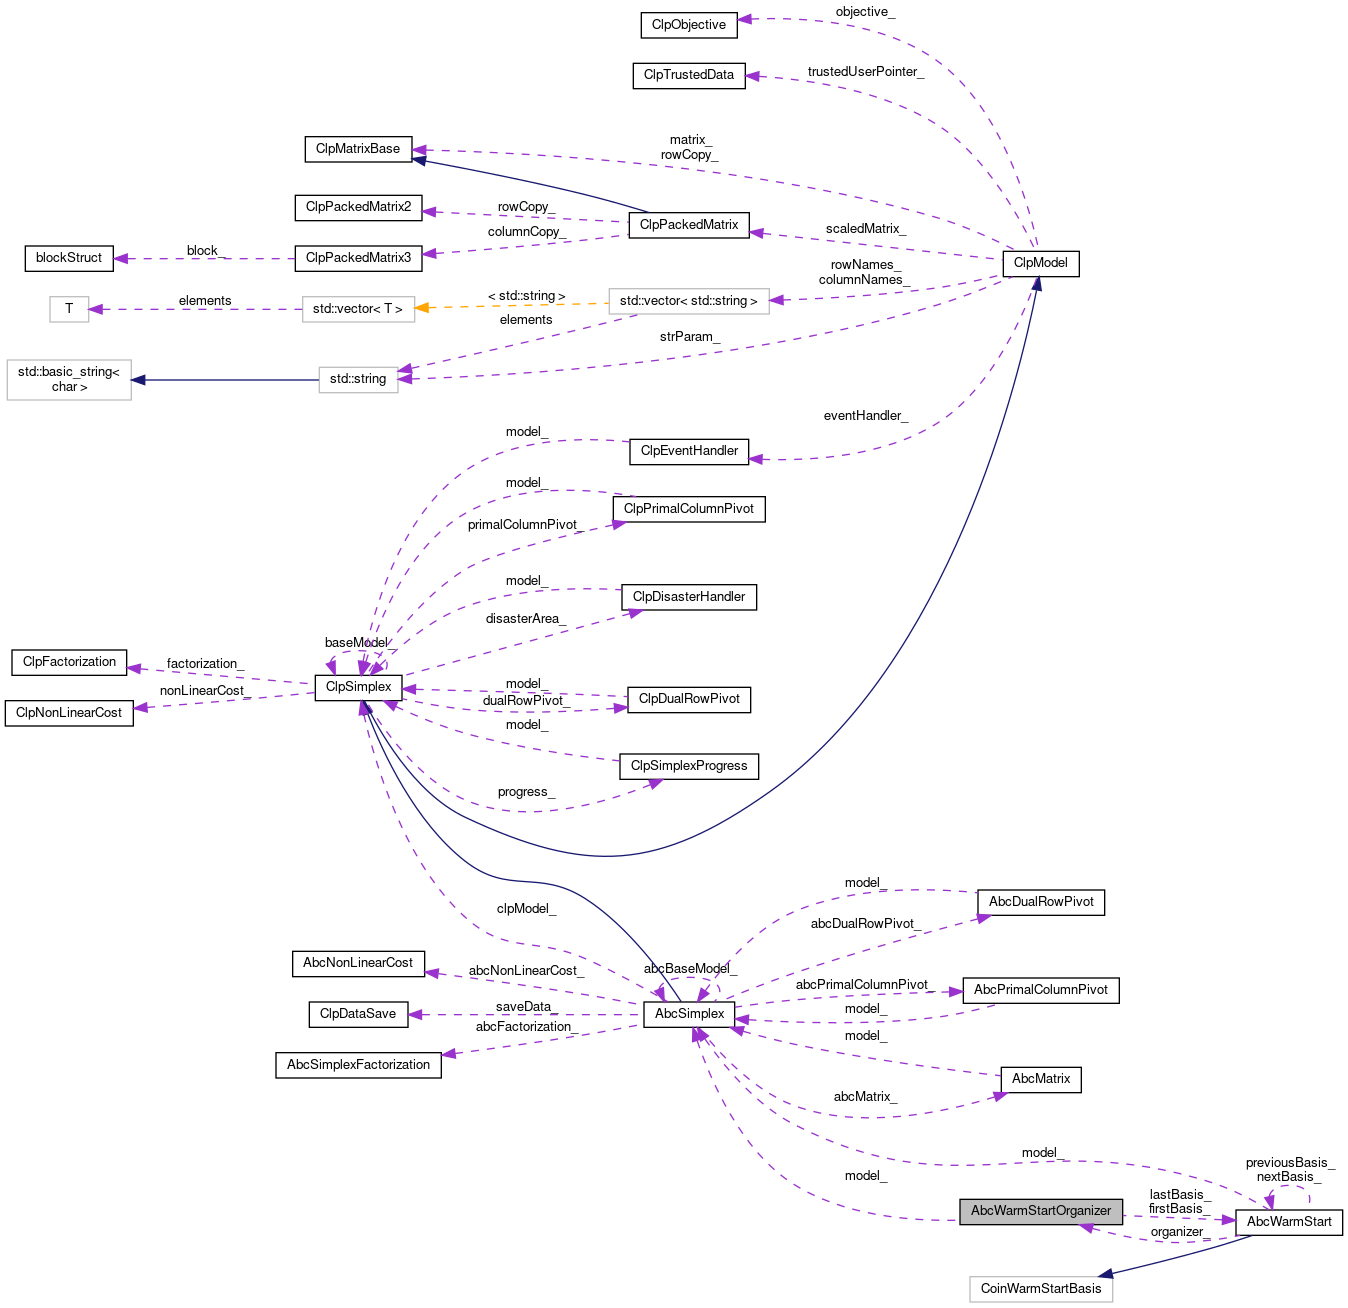 objective_
ClpObjective
trustedUserPointer_
ClpTrustedData
matrix_
rowCopy_
ClpMatrixBase
ClpPackedMatrix2
rowCopy_
ClpPackedMatrix
columnCopy_
scaledMatrix_
blockStruct
block_
ClpPackedMatrix3
ClpModel
rowNames_
columnNames_
T
elements
std::vector< T >
< std::string >
std::vector< std::string >
elements
strParam_
std::basic_string<
char >
std::string
eventHandler_
model_
ClpEventHandler
model_
ClpPrimalColumnPivot
primalColumnPivot_
model_
ClpDisasterHandler
disasterArea_
baseModel_
ClpFactorization
factorization_
ClpSimplex
nonLinearCost_
ClpNonLinearCost
model_
dualRowPivot_
ClpDualRowPivot
model_
ClpSimplexProgress
progress_
clpModel_
model_
AbcDualRowPivot
abcDualRowPivot_
AbcNonLinearCost
abcNonLinearCost_
abcBaseModel_
abcPrimalColumnPivot_
AbcPrimalColumnPivot
ClpDataSave
saveData_
AbcSimplex
model_
abcFactorization_
AbcSimplexFactorization
model_
AbcMatrix
abcMatrix_
model_
model_
previousBasis_
nextBasis_
AbcWarmStartOrganizer
lastBasis_
firstBasis_
organizer_
AbcWarmStart
CoinWarmStartBasis